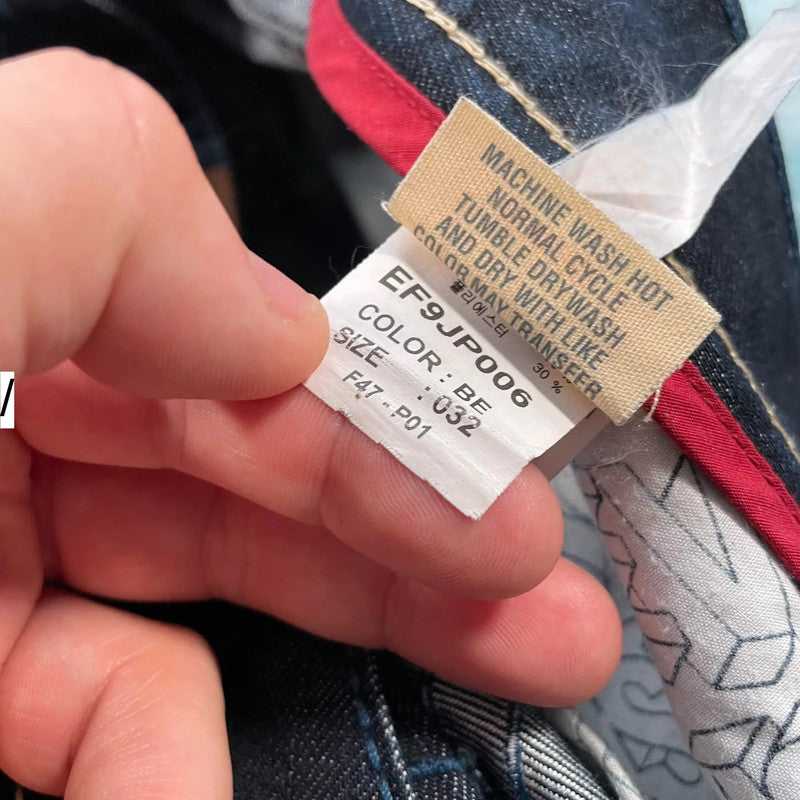 MACHINE WASH HOT
NORMAL CYCLE
TUMBLE DRY WASH
AND DRY WITH LIKE
COLOR MAY TRANSFER
폴리에스터
30 %
EF9JP006
COLOR : BE
SIZE : 032
F47 - P01
/